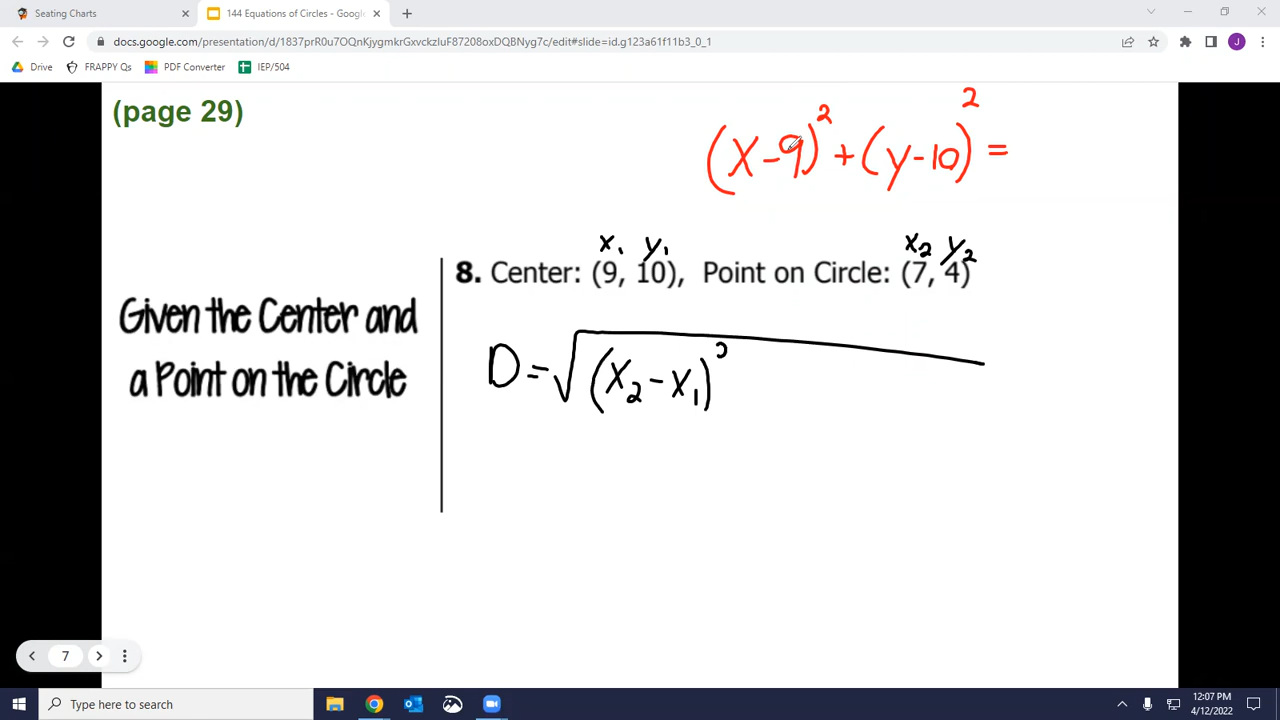 Seating Charts
144 Equations of Circles - Google
docs.google.com/presentation/d/1837prR0u7OQnKjygmkrGxvckzluF87208oxDQBNyg7c/edit#slide=id.g123a61f11b3_0_1
J
Drive FRAPPY Qs PDF Converter IEP/504
(page 29)
(x-9)² + (y-10)² =
x₁ y₁ x₂ y₂
8. Center: (9, 10), Point on Circle: (7, 4)
Given the Center and
a Point on the Circle
D = √(x₂ - x₁)²
7
Type here to search
12:07 PM
4/12/2022